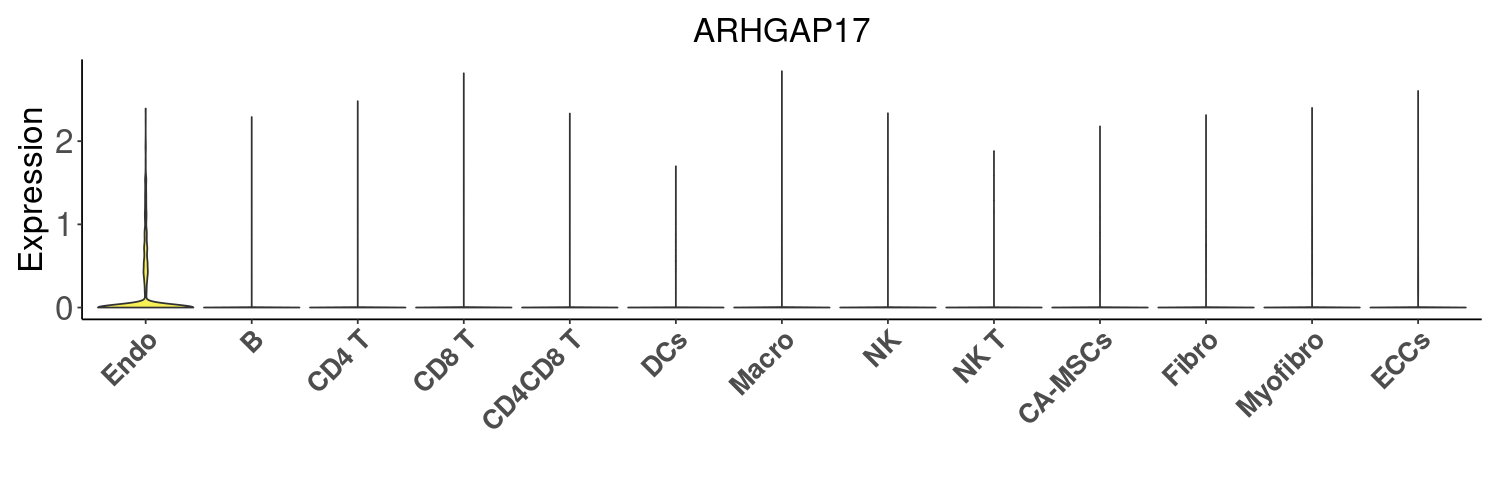 ARHGAP17
Expression
2
1
0
Endo
B
CD4 T
CD8 T
CD4CD8 T
DCs
Macro
NK
NK T
CA-MSCs
Fibro
Myofibro
ECCs